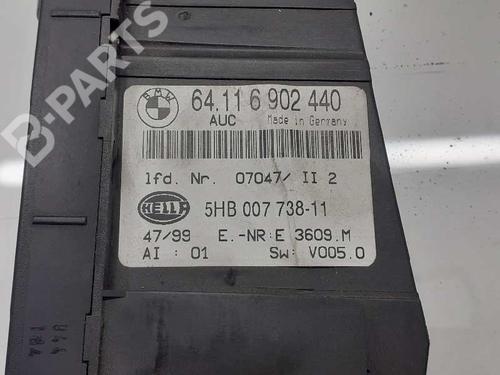 B-PARTS
BMW
64.11 6 902 440
AUC Made in Germany
lfd. Nr. 07047/ II 2
HELLA
5HB 007 738-11
47/99 E.-NR:E 3609.M
AI : 01 SW: V005.0